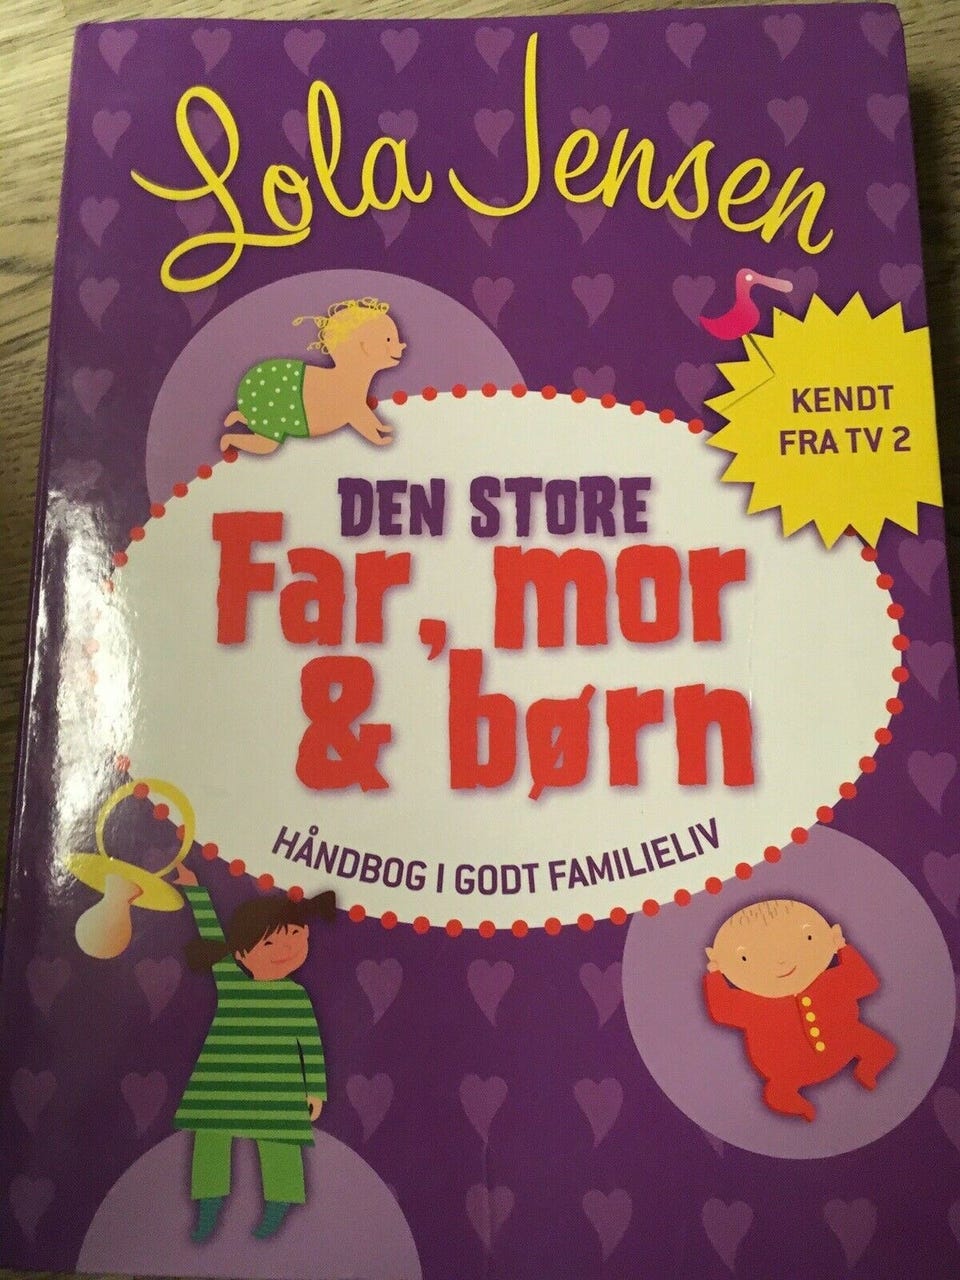 Lola Jensen
KENDT
FRA TV 2
DEN STORE
Far, mor
& børn
HÅNDBOG I GODT FAMILIELIV